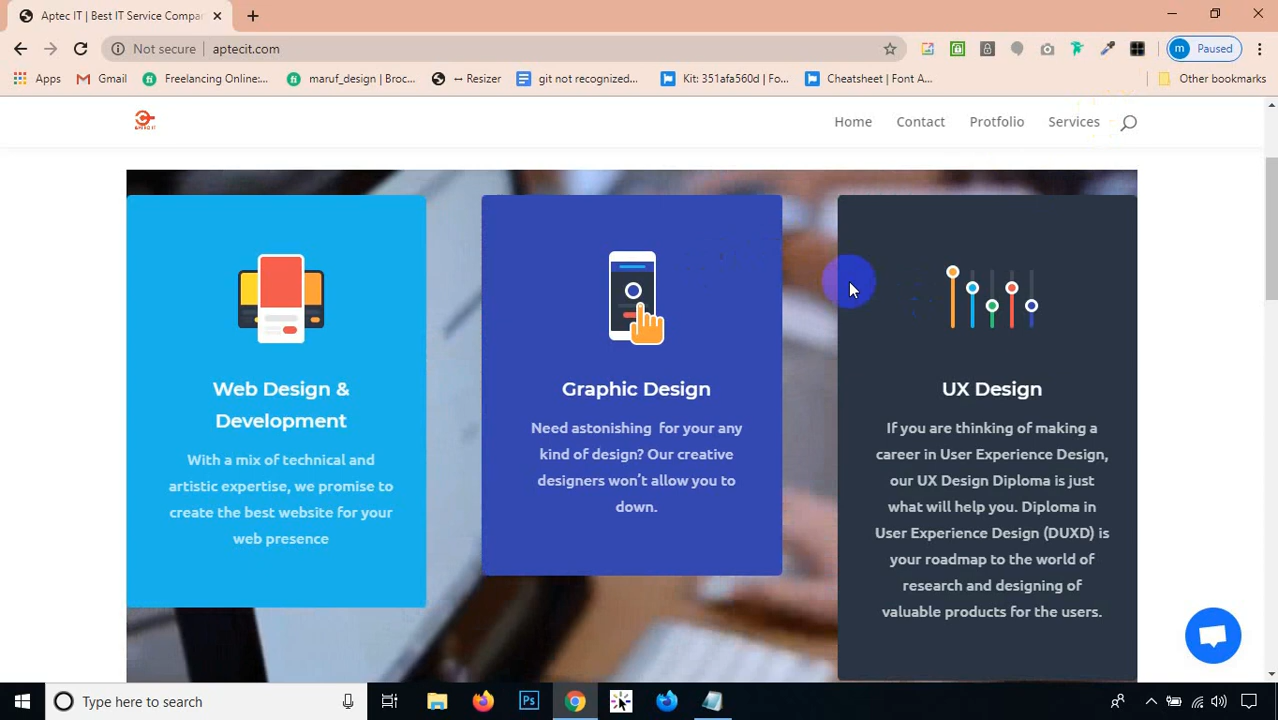 Aptec IT | Best IT Service Compa
Not secure
aptecit.com
m
Paused
Apps
Gmail
Freelancing Online:...
maruf_design | Broc...
↔ Resizer
git not recognized...
Kit: 351afa560d | Fo...
Cheatsheet | Font A...
Other bookmarks
APTEC IT
Home
Contact
Protfolio
Services
Web Design &
Development
With a mix of technical and
artistic expertise, we promise to
create the best website for your
web presence
Graphic Design
Need astonishing for your any
kind of design? Our creative
designers won't allow you to
down.
UX Design
If you are thinking of making a
career in User Experience Design,
our UX Design Diploma is just
what will help you. Diploma in
User Experience Design (DUXD) is
your roadmap to the world of
research and designing of
valuable products for the users.
Type here to search
Ps